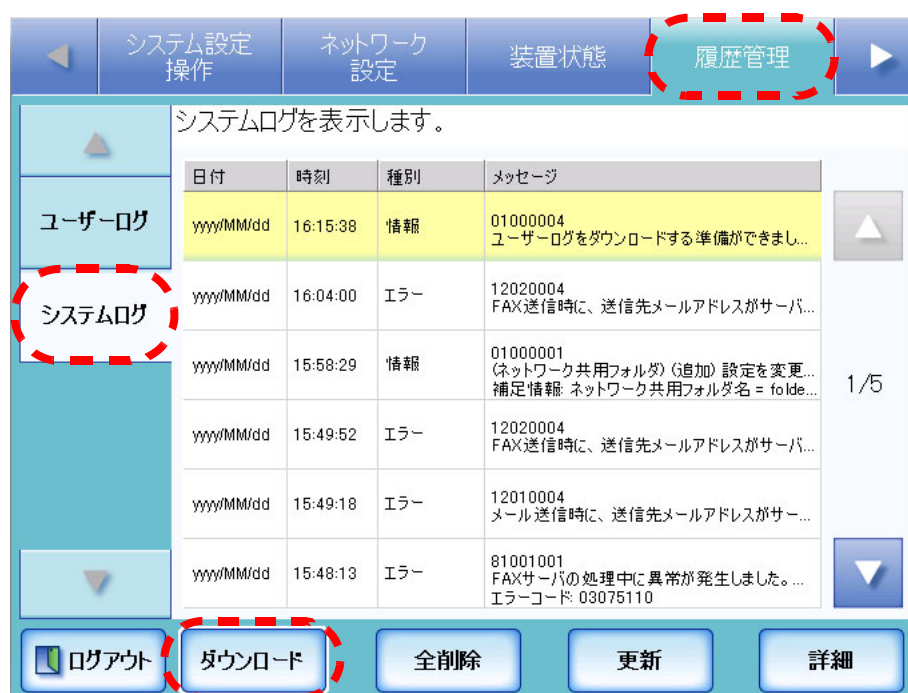 システム設定
操作
ネットワーク
設定
装置状態
履歴管理
システムログを表示します。
ユーザーログ
システムログ
日付 時刻 種別 メッセージ
yyyy/MM/dd 16:15:38 情報 01000004
ユーザーログをダウンロードする準備ができまし...
yyyy/MM/dd 16:04:00 エラー 12020004
FAX送信時に、送信先メールアドレスがサーバ...
yyyy/MM/dd 15:58:29 情報 01000001
(ネットワーク共用フォルダ) (追加) 設定を変更...
補足情報: ネットワーク共用フォルダ名 = folde...
yyyy/MM/dd 15:49:52 エラー 12020004
FAX送信時に、送信先メールアドレスがサーバ...
yyyy/MM/dd 15:49:18 エラー 12010004
メール送信時に、送信先メールアドレスがサー...
yyyy/MM/dd 15:48:13 エラー 81001001
FAXサーバの処理中に異常が発生しました。...
エラーコード: 03075110
1/5
ログアウト
ダウンロード
全削除
更新
詳細